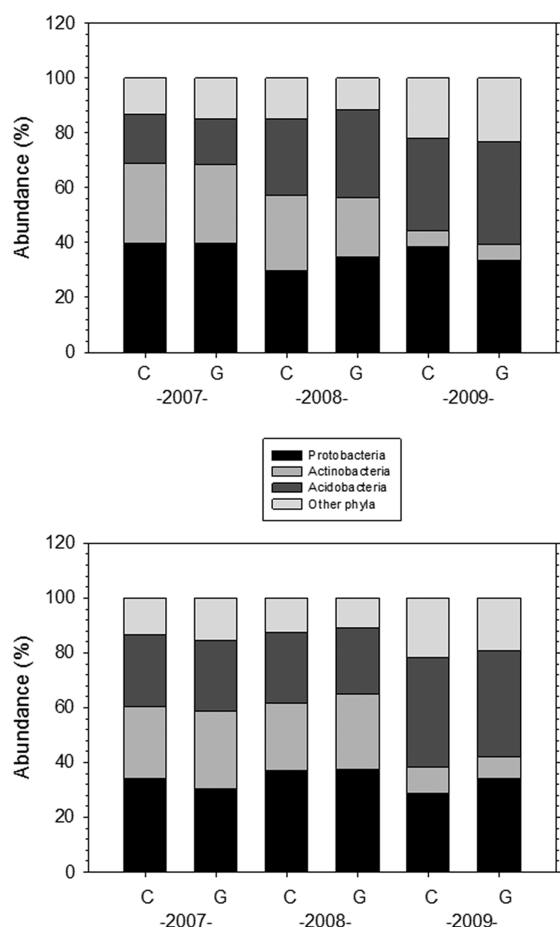 120
100
80
60
40
20
0
Abundance (%)
C G C G C G
-2007- -2008- -2009-
Protobacteria
Actinobacteria
Acidobacteria
Other phyla
120
100
80
60
40
20
0
Abundance (%)
C G C G C G
-2007- -2008- -2009-